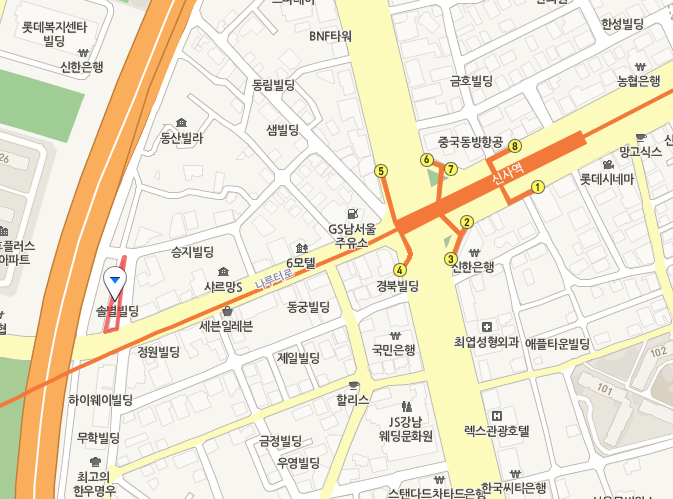 롯데복지센타
빌딩
신한은행
BNF타워
한성빌딩
동림빌딩
금호빌딩
농협은행
26
동산빌라
샘빌딩
중국동방항공
망고식스
롯데시네마
신사역
1
2
3
4
5
6
7
8
GS남서울
주유소
6모텔
승지빌딩
샤르망S
나루터로
신한은행
경북빌딩
솔별빌딩
세븐일레븐
동궁빌딩
정원빌딩
제일빌딩
국민은행
최엽성형외과
애플타운빌딩
102
101
하이웨이빌딩
할리스
JS강남
웨딩문화원
렉스관광호텔
무학빌딩
금정빌딩
우영빌딩
최고의
한우명우
스탠다드차타드은행
한국씨티은행